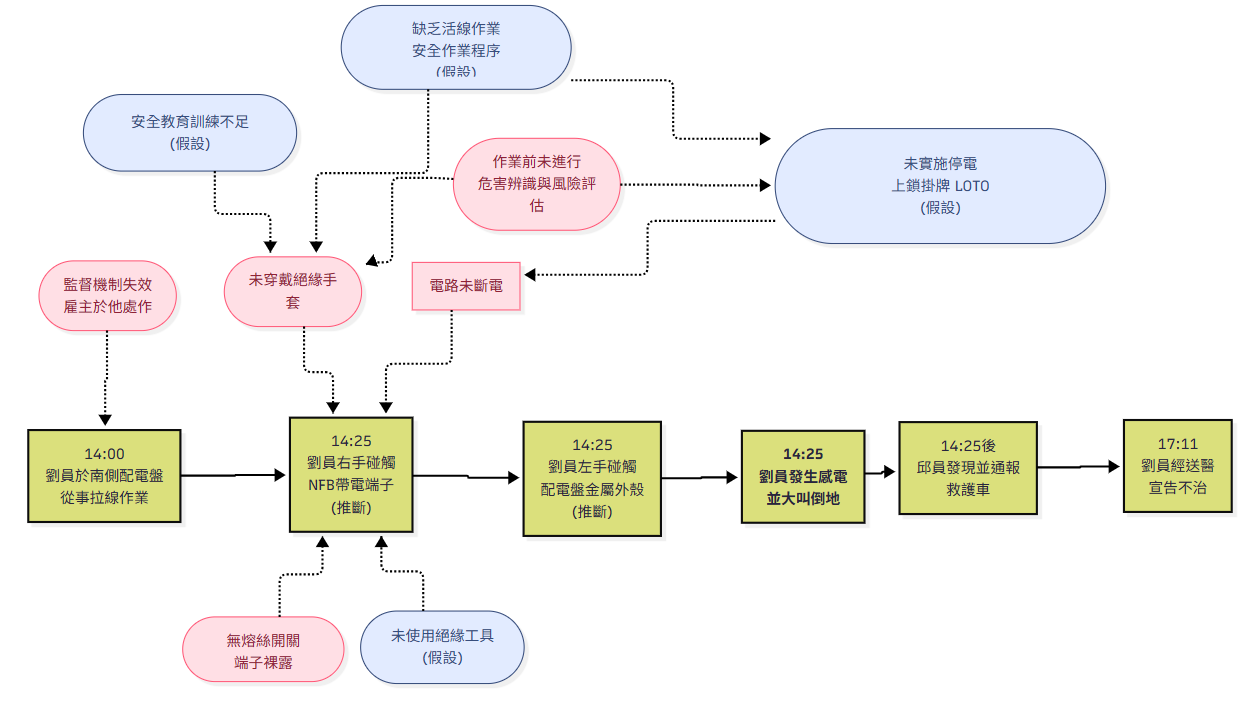 缺乏活線作業
安全作業程序
(假設)
安全教育訓練不足
(假設)
作業前未進行
危害辨識與風險評
估
未實施停電
上鎖掛牌 LOTO
(假設)
監督機制失效
雇主於他處作
未穿戴絕緣手
套
電路未斷電
14:00
劉員於南側配電盤
從事拉線作業
14:25
劉員右手碰觸
NFB帶電端子
(推斷)
14:25
劉員左手碰觸
配電盤金屬外殼
(推斷)
14:25
劉員發生感電
並大叫倒地
14:25後
邱員發現並通報
救護車
17:11
劉員經送醫
宣告不治
無熔絲開關
端子裸露
未使用絕緣工具
(假設)